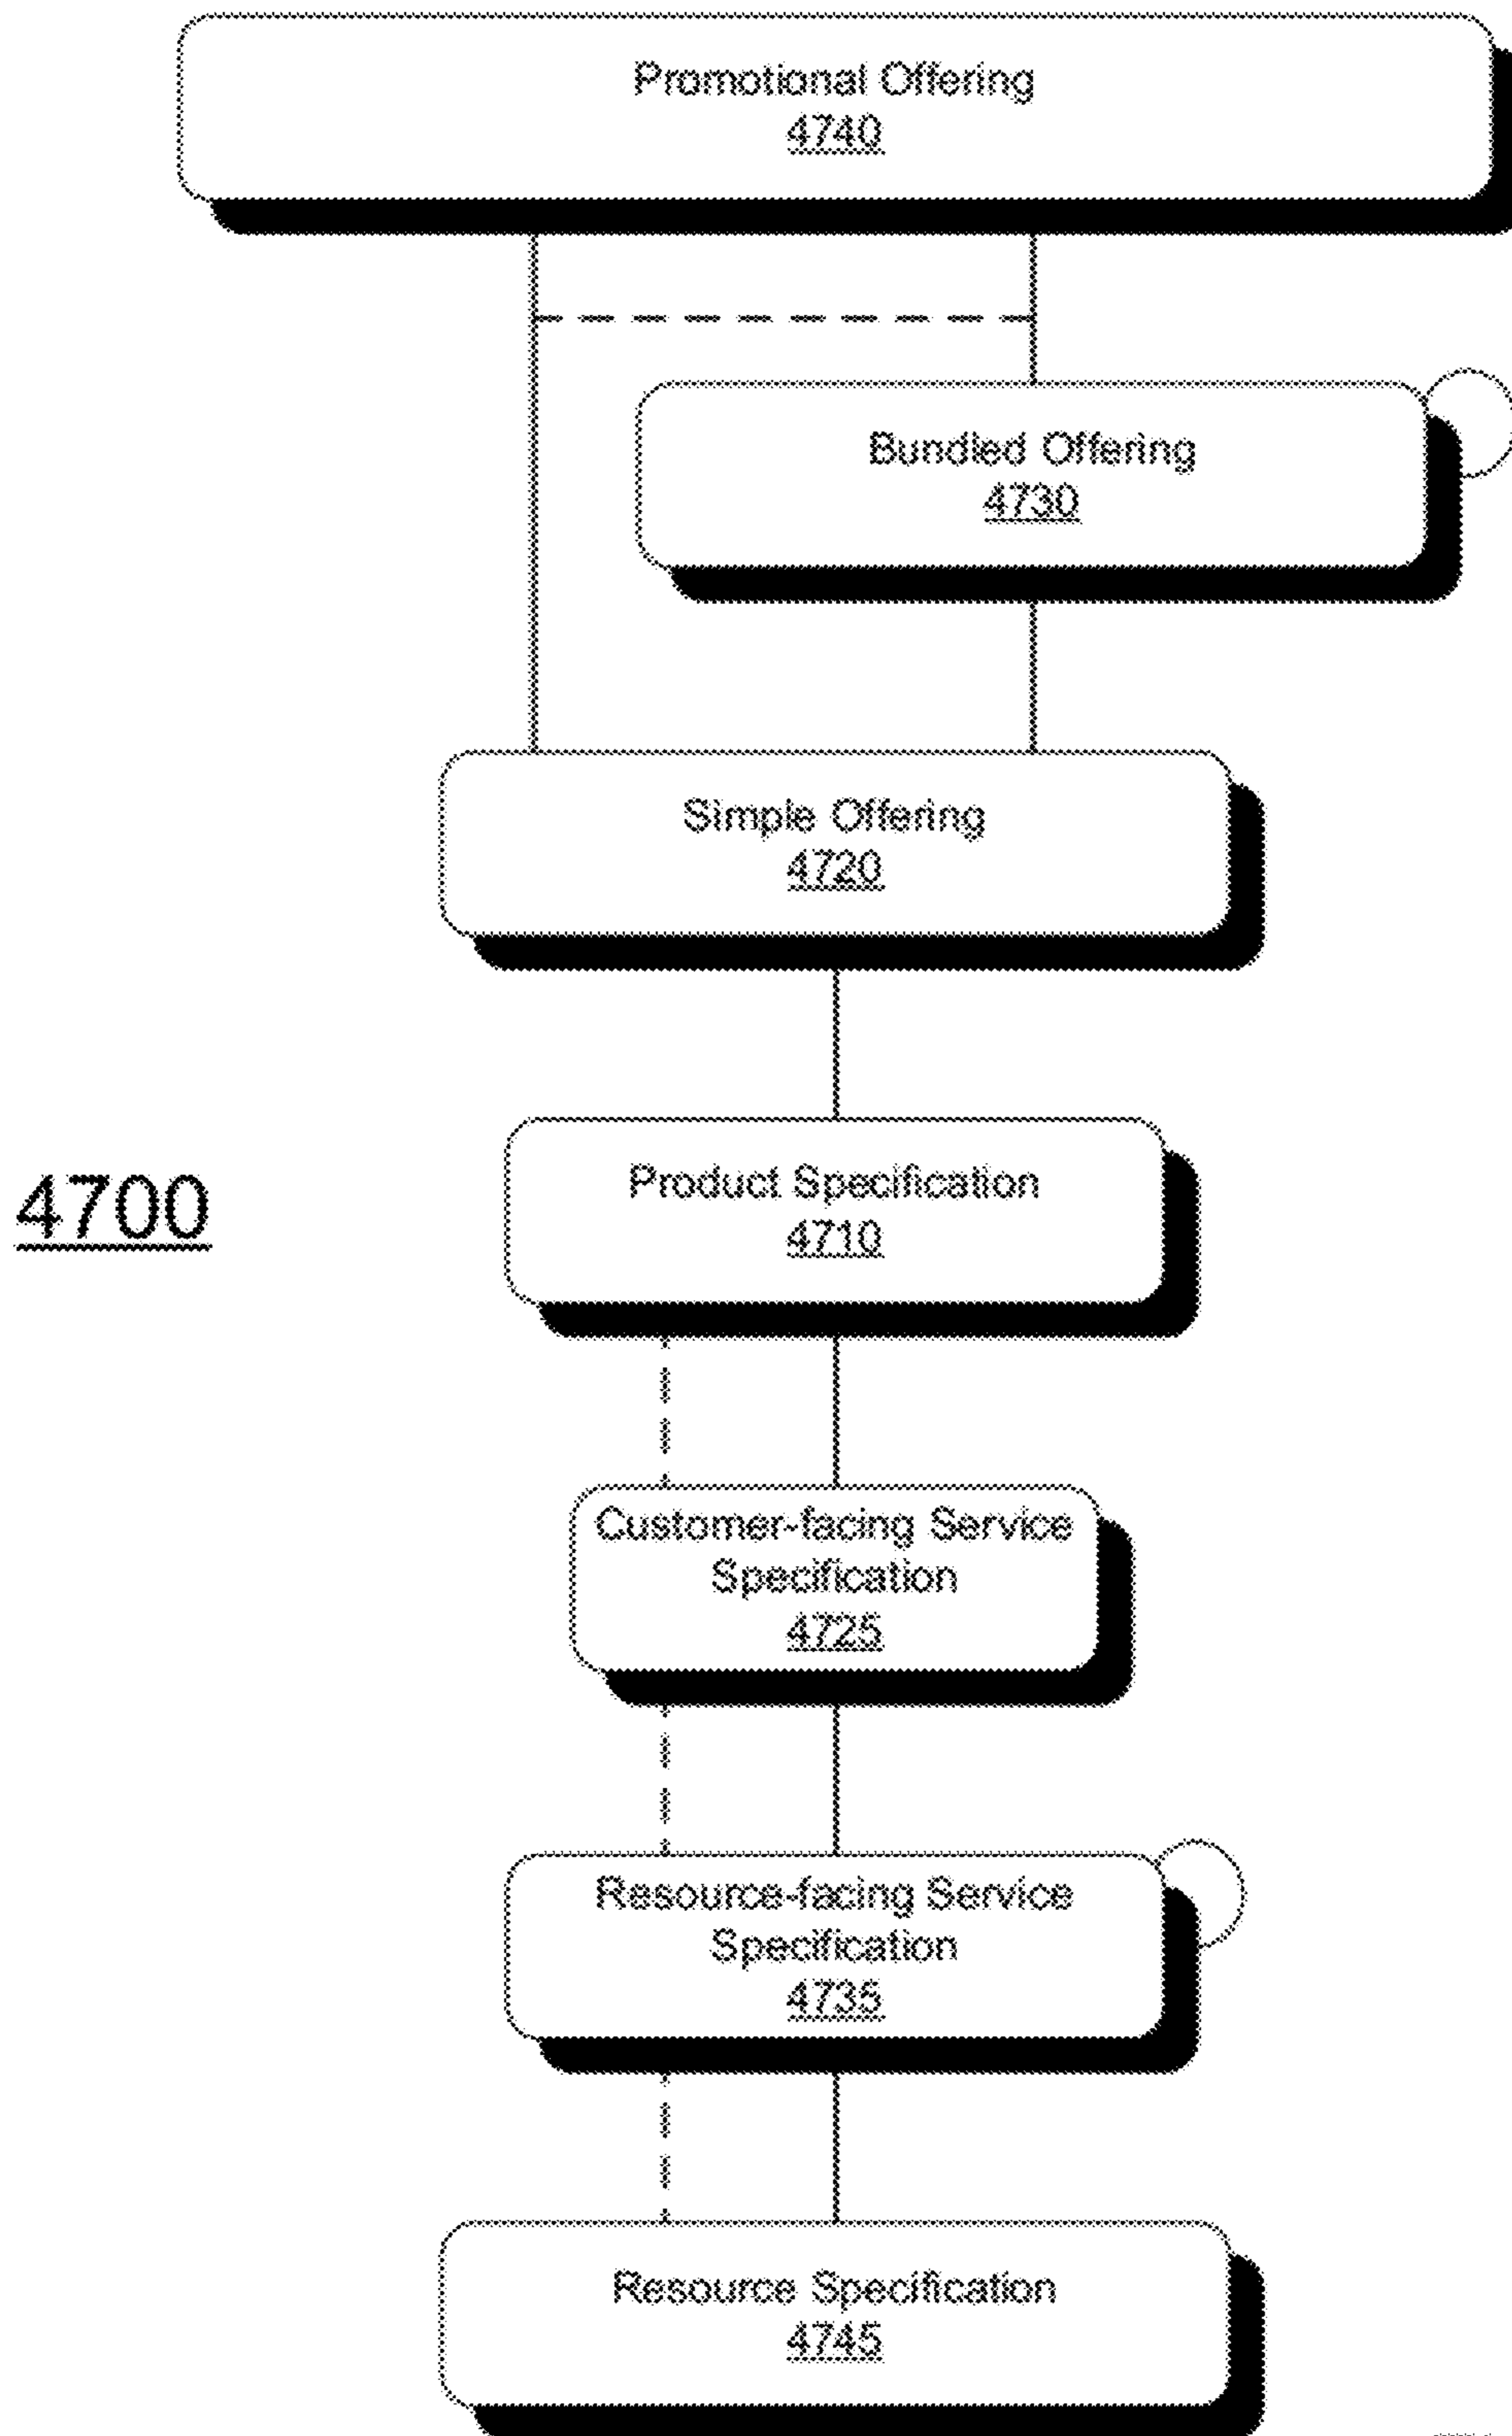 Promotional Offering
4740
Bundled Offering
4730
Simple Offering
4720
Product Specification
4710
4700
Customer-facing Service
Specification
4725
Resource-facing Service
Specification
4735
Resource Specification
4745